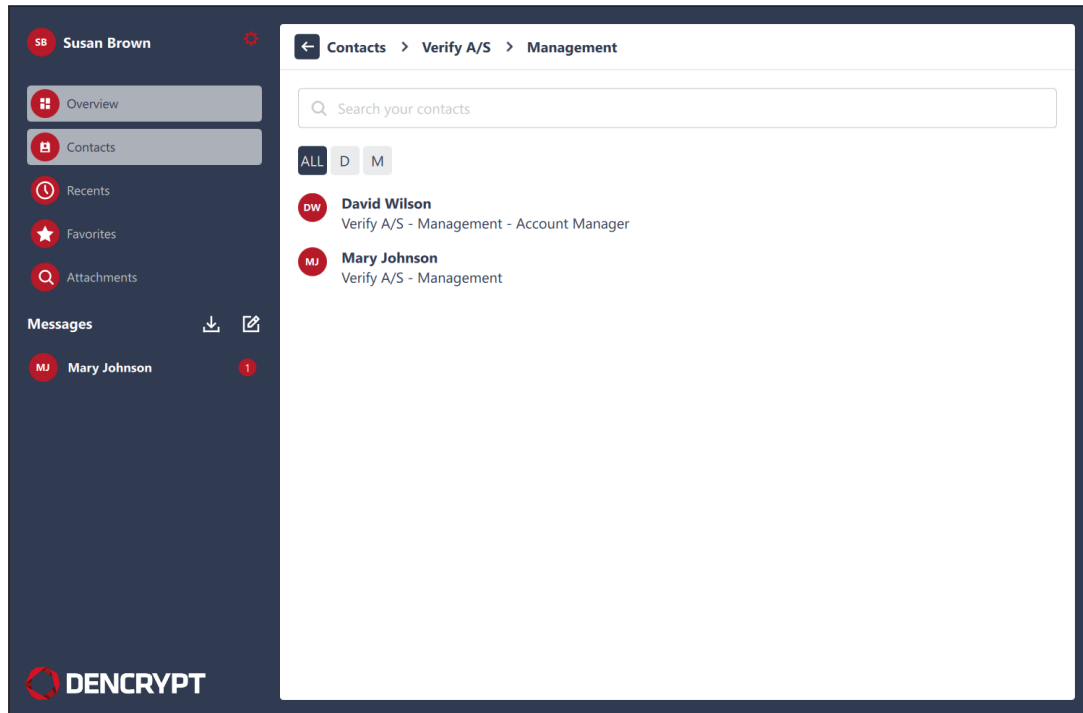 SB Susan Brown
Overview
Contacts
Recents
Favorites
Attachments
Messages
MJ Mary Johnson 1
DENCRYPT
Contacts > Verify A/S > Management
Search your contacts
ALL D M
DW David Wilson
Verify A/S - Management - Account Manager
MJ Mary Johnson
Verify A/S - Management